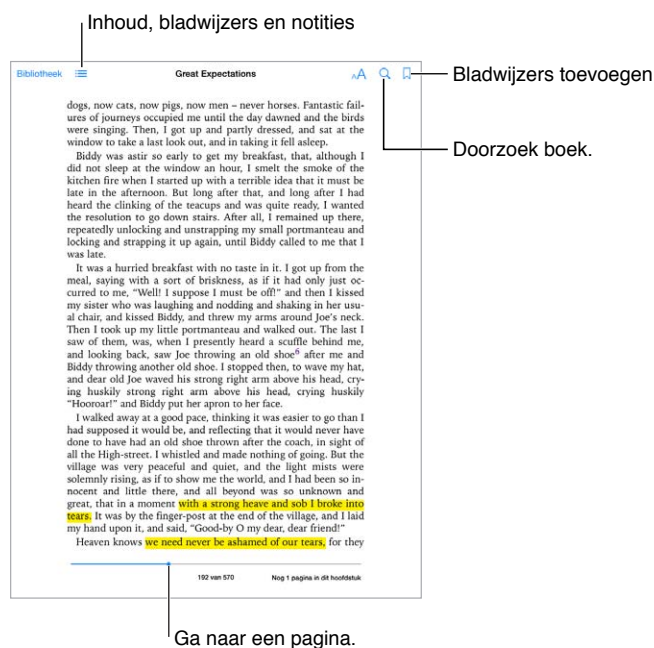 Inhoud, bladwijzers en notities
Bibliotheek
Great Expectations
AA
Bladwijzers toevoegen
Doorzoek boek.
dogs, now cats, now pigs, now men – never horses. Fantastic fail-
ures of journeys occupied me until the day dawned and the birds
were singing. Then, I got up and partly dressed, and sat at the
window to take a last look out, and in taking it fell asleep.
Biddy was astir so early to get my breakfast, that, although I
did not sleep at the window an hour, I smelt the smoke of the
kitchen fire when I started up with a terrible idea that it must be
late in the afternoon. But long after that, and long after I had
heard the clinking of the teacups and was quite ready, I wanted
the resolution to go down stairs. After all, I remained up there,
repeatedly unlocking and unstrapping my small portmanteau and
locking and strapping it up again, until Biddy called to me that I
was late.
It was a hurried breakfast with no taste in it. I got up from the
meal, saying with a sort of briskness, as if it had only just oc-
curred to me, “Well! I suppose I must be off!” and then I kissed
my sister who was laughing and nodding and shaking in her usu-
al chair, and kissed Biddy, and threw my arms around Joe’s neck.
Then I took up my little portmanteau and walked out. The last I
saw of them, was, when I presently heard a scuffle behind me,
and looking back, saw Joe throwing an old shoe6 after me and
Biddy throwing another old shoe. I stopped then, to wave my hat,
and dear old Joe waved his strong right arm above his head, cry-
ing huskily strong right arm above his head, crying huskily
“Hooroar!” and Biddy put her apron to her face.
I walked away at a good pace, thinking it was easier to go than I
had supposed it would be, and reflecting that it would never have
done to have had an old shoe thrown after the coach, in sight of
all the High-street. I whistled and made nothing of going. But the
village was very peaceful and quiet, and the light mists were
solemnly rising, as if to show me the world, and I had been so in-
nocent and little there, and all beyond was so unknown and
great, that in a moment with a strong heave and sob I broke into
tears. It was by the finger-post at the end of the village, and I laid
my hand upon it, and said, “Good-by O my dear, dear friend!”
Heaven knows we need never be ashamed of our tears, for they
192 van 570
Nog 1 pagina in dit hoofdstuk
Ga naar een pagina.